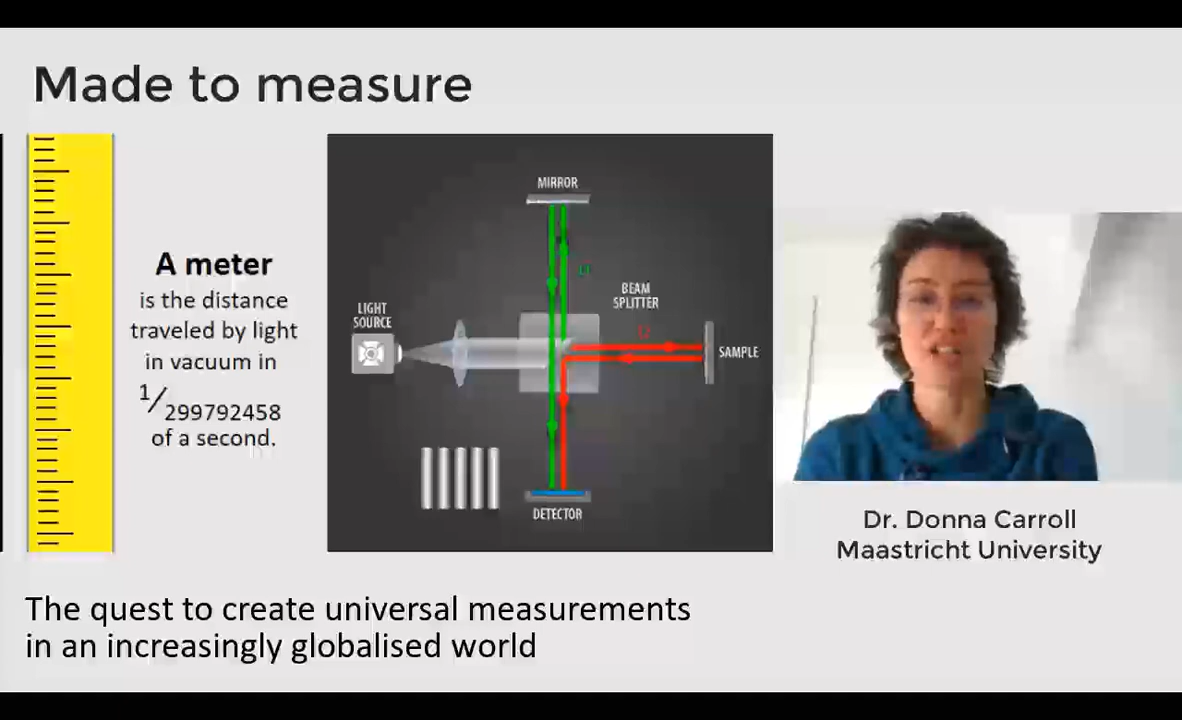 Made to measure
A meter
is the distance
traveled by light
in vacuum in
1/299792458
of a second.
MIRROR
BEAM
SPLITTER
LIGHT
SOURCE
SAMPLE
DETECTOR
Dr. Donna Carroll
Maastricht University
The quest to create universal measurements
in an increasingly globalised world